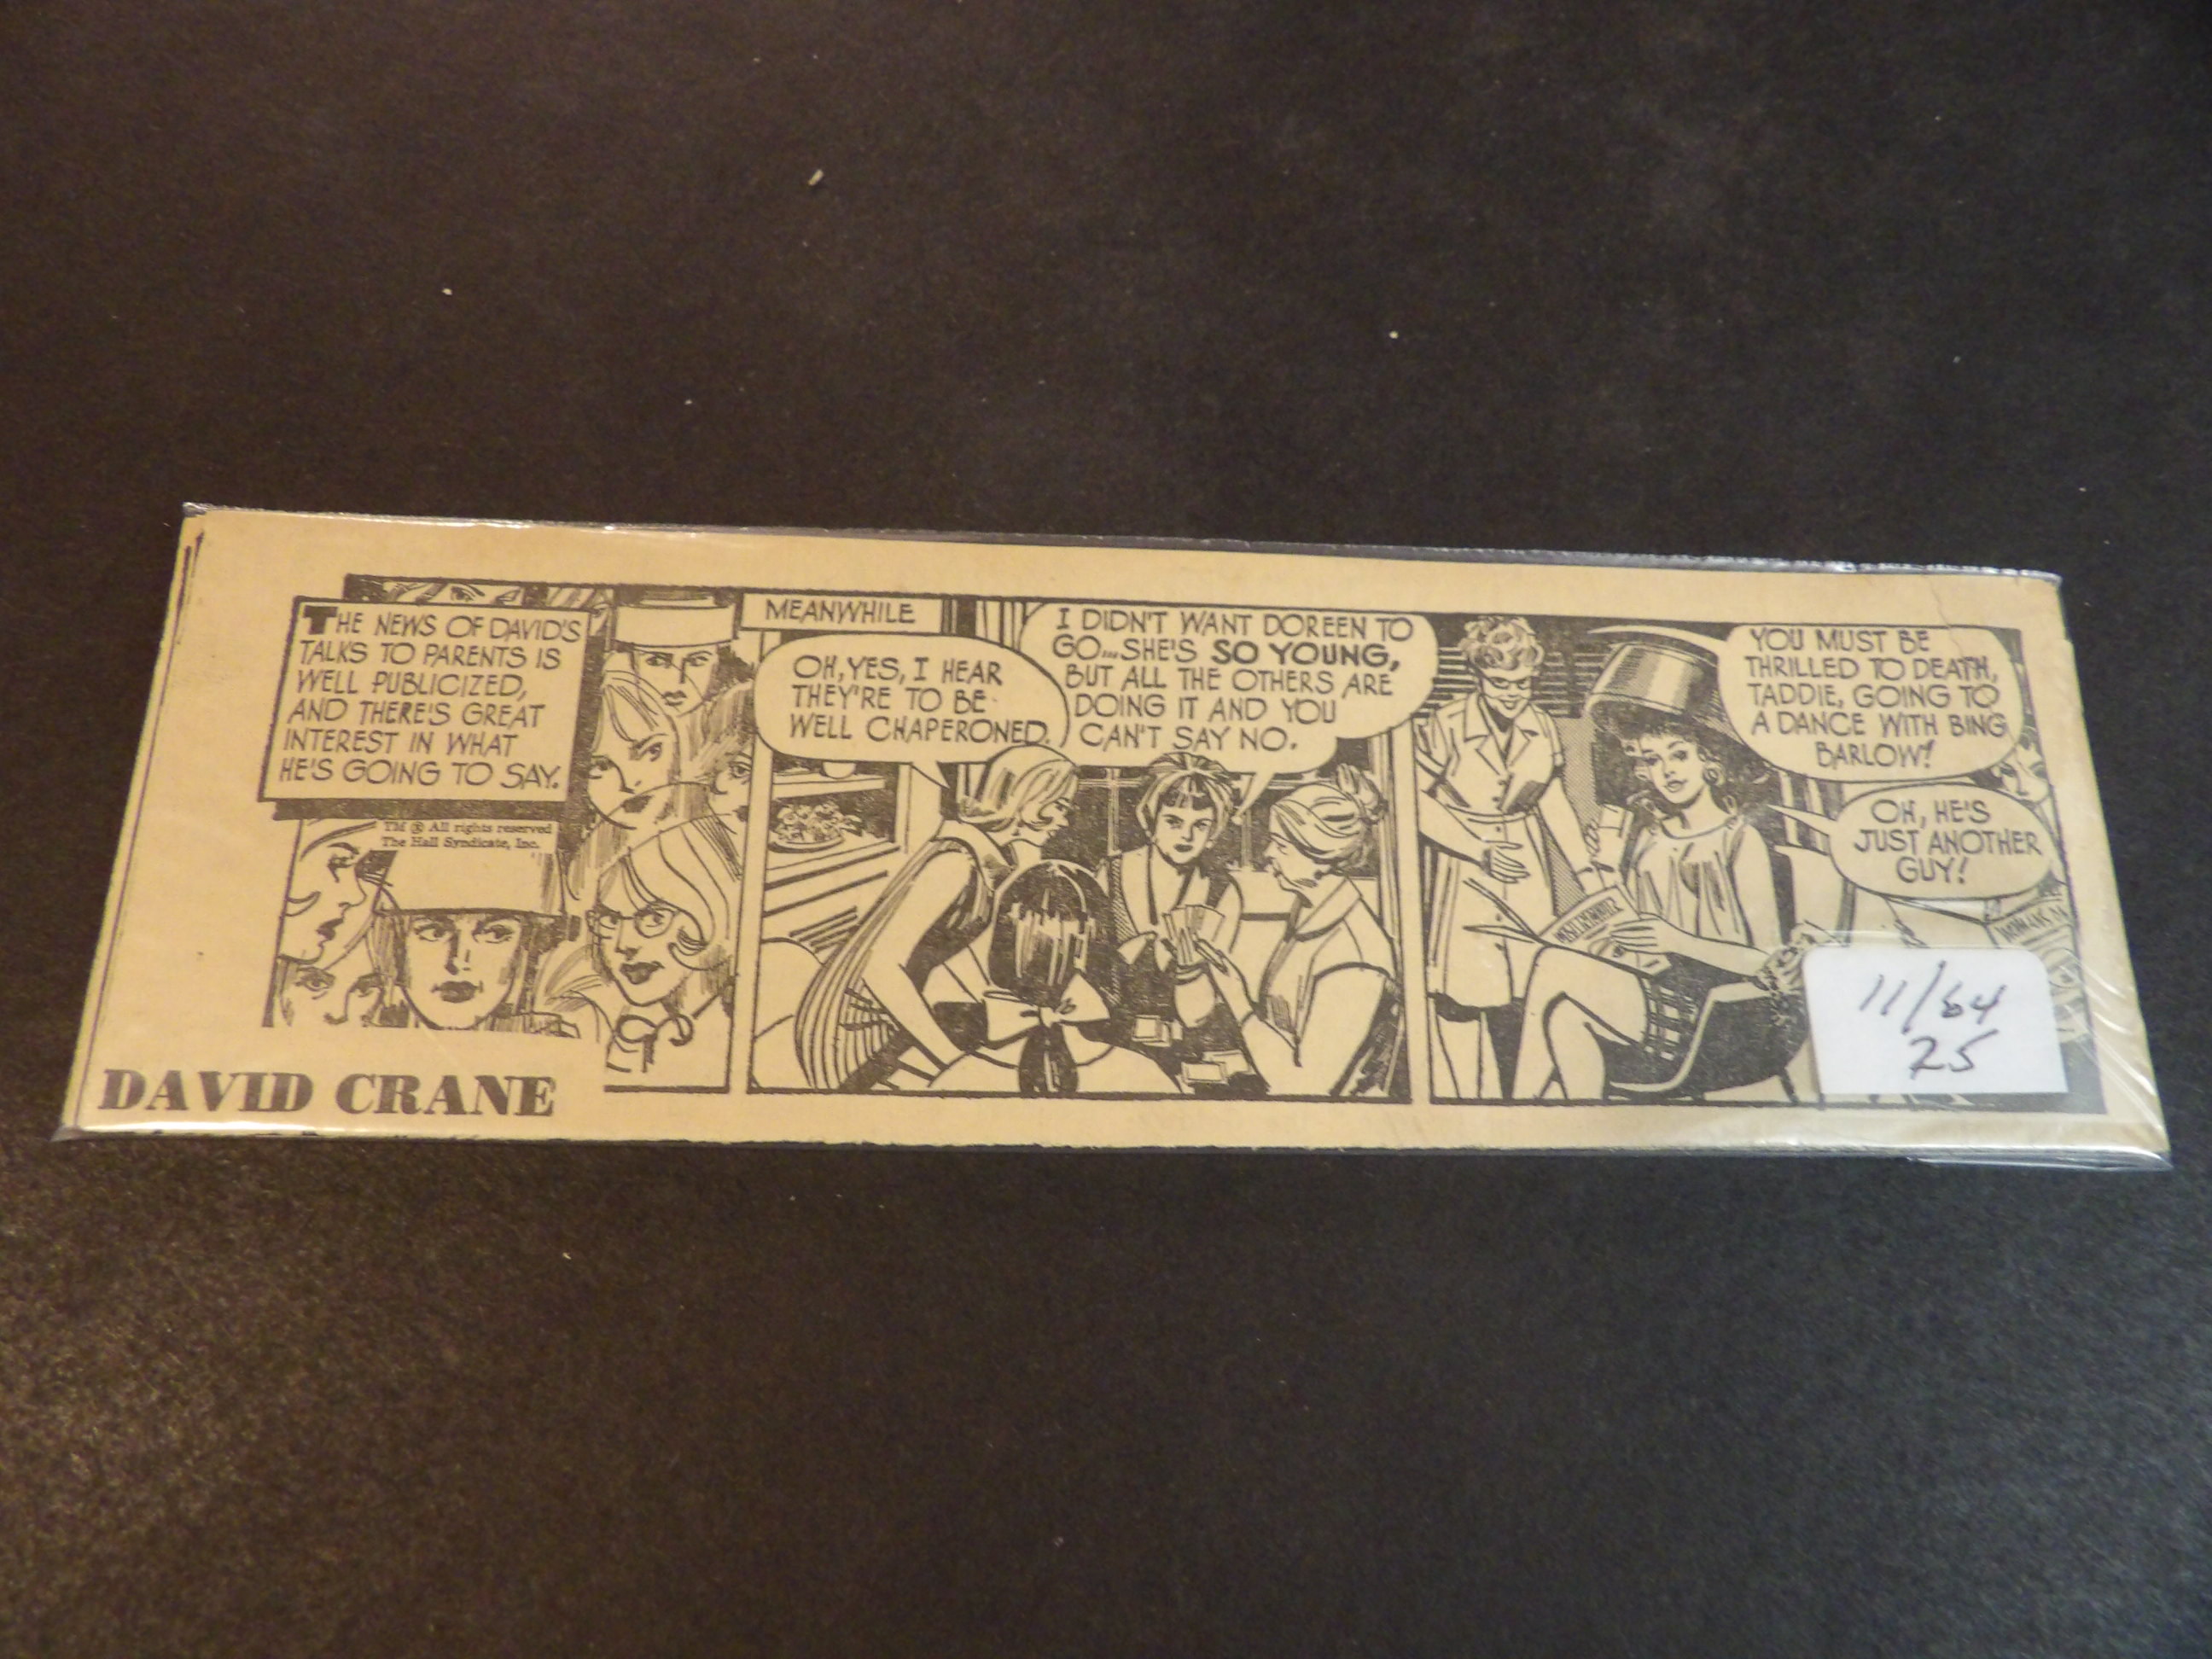 THE NEWS OF DAVID'S
TALKS TO PARENTS IS
WELL PUBLICIZED,
AND THERE'S GREAT
INTEREST IN WHAT
HE'S GOING TO SAY.
TM ® All rights reserved
The Hall Syndicate, Inc.
DAVID CRANE
MEANWHILE
OH, YES, I HEAR
THEY'RE TO BE
WELL CHAPERONED.
I DIDN'T WANT DOREEN TO
GO... SHE'S SO YOUNG,
BUT ALL THE OTHERS ARE
DOING IT AND YOU
CAN'T SAY NO.
YOU MUST BE
THRILLED TO DEATH,
TADDIE, GOING TO
A DANCE WITH BING
BARLOW!
OH, HE'S
JUST ANOTHER
GUY!
11/64
25